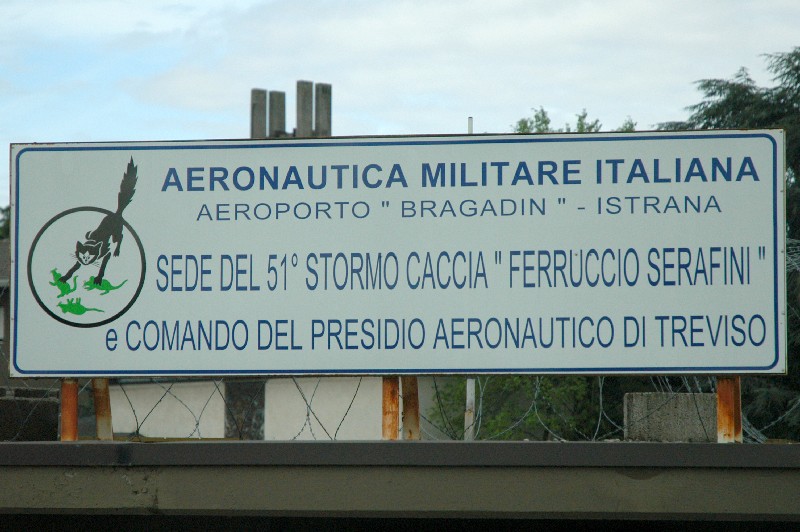 AERONAUTICA MILITARE ITALIANA
AEROPORTO " BRAGADIN " - ISTRANA
SEDE DEL 51° STORMO CACCIA " FERRUCCIO SERAFINI "
e COMANDO DEL PRESIDIO AERONAUTICO DI TREVISO